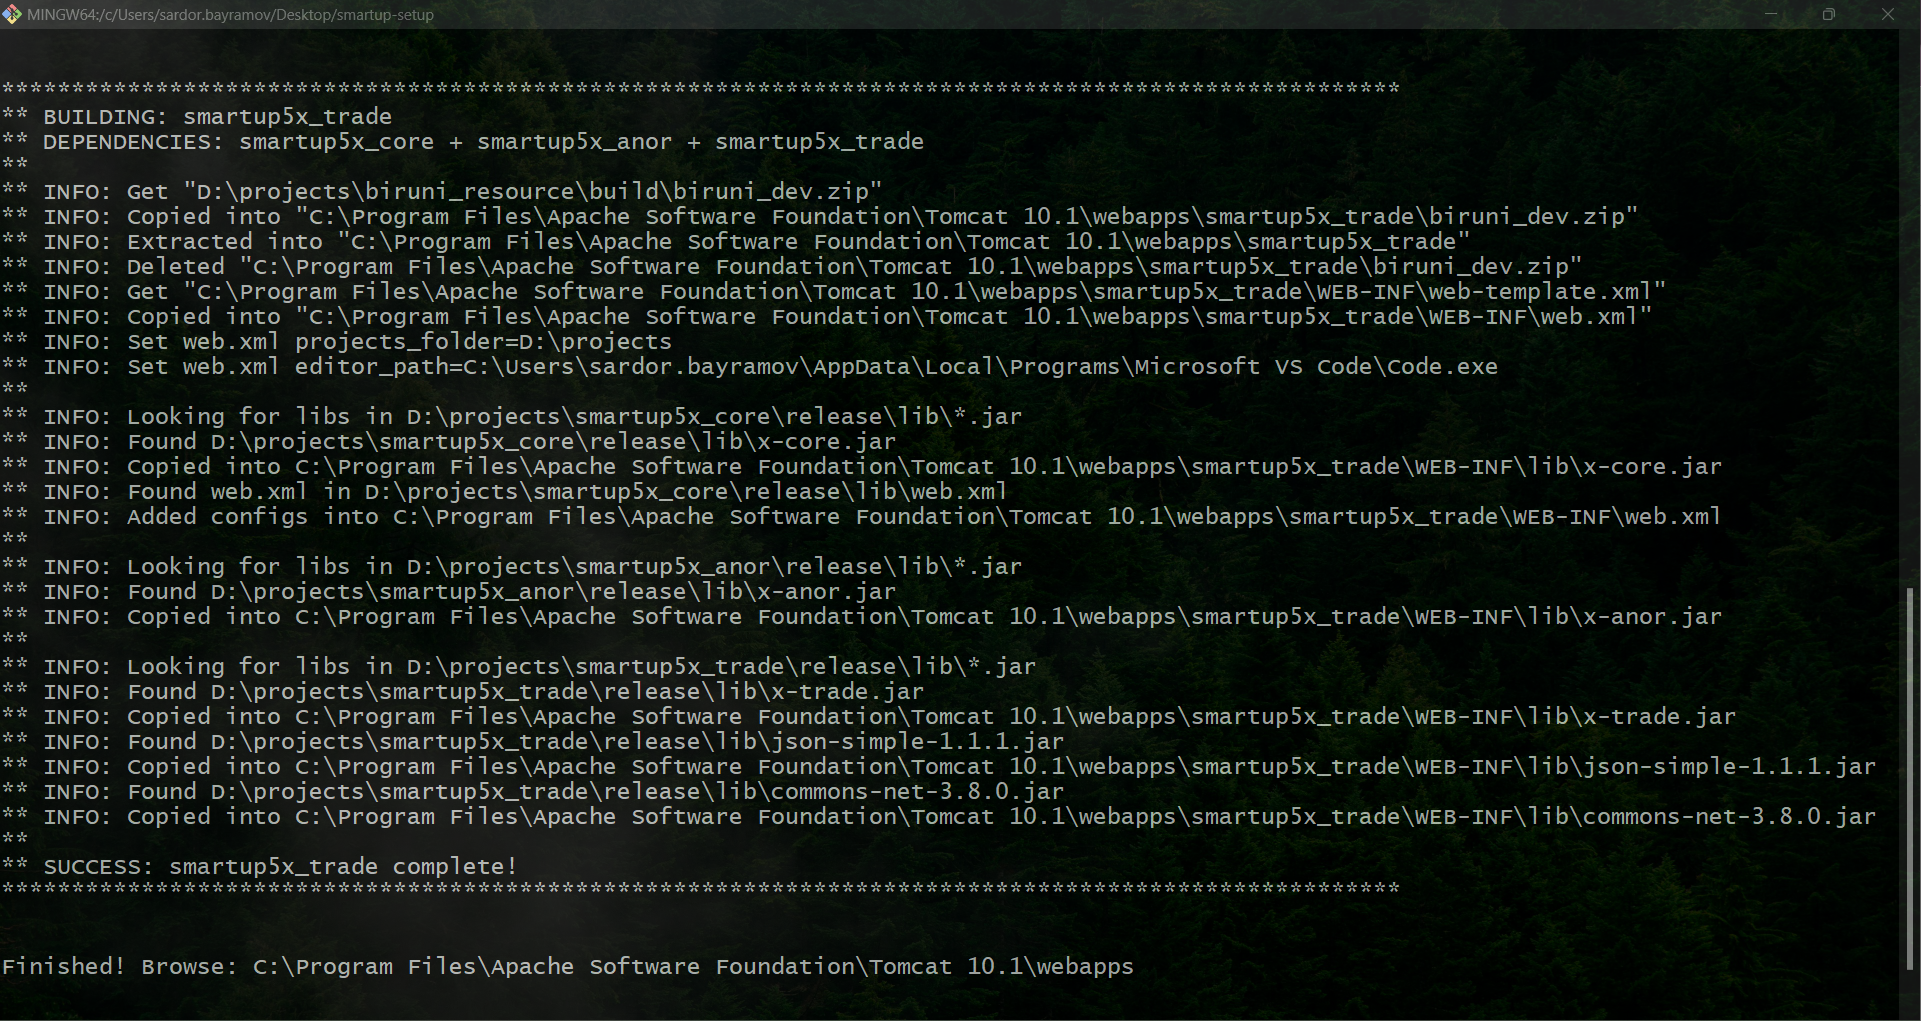 MINGW64:/c/Users/sardor.bayramov/Desktop/smartup-setup
****************************************************************************************************
** BUILDING: smartup5x_trade
** DEPENDENCIES: smartup5x_core + smartup5x_anor + smartup5x_trade
**
** INFO: Get "D:\projects\biruni_resource\build\biruni_dev.zip"
** INFO: Copied into "C:\Program Files\Apache Software Foundation\Tomcat 10.1\webapps\smartup5x_trade\biruni_dev.zip"
** INFO: Extracted into "C:\Program Files\Apache Software Foundation\Tomcat 10.1\webapps\smartup5x_trade"
** INFO: Deleted "C:\Program Files\Apache Software Foundation\Tomcat 10.1\webapps\smartup5x_trade\biruni_dev.zip"
** INFO: Get "C:\Program Files\Apache Software Foundation\Tomcat 10.1\webapps\smartup5x_trade\WEB-INF\web-template.xml"
** INFO: Copied into "C:\Program Files\Apache Software Foundation\Tomcat 10.1\webapps\smartup5x_trade\WEB-INF\web.xml"
** INFO: Set web.xml projects_folder=D:\projects
** INFO: Set web.xml editor_path=C:\Users\sardor.bayramov\AppData\Local\Programs\Microsoft VS Code\Code.exe
**
** INFO: Looking for libs in D:\projects\smartup5x_core\release\lib\*.jar
** INFO: Found D:\projects\smartup5x_core\release\lib\x-core.jar
** INFO: Copied into C:\Program Files\Apache Software Foundation\Tomcat 10.1\webapps\smartup5x_trade\WEB-INF\lib\x-core.jar
** INFO: Found web.xml in D:\projects\smartup5x_core\release\lib\web.xml
** INFO: Added configs into C:\Program Files\Apache Software Foundation\Tomcat 10.1\webapps\smartup5x_trade\WEB-INF\web.xml
**
** INFO: Looking for libs in D:\projects\smartup5x_anor\release\lib\*.jar
** INFO: Found D:\projects\smartup5x_anor\release\lib\x-anor.jar
** INFO: Copied into C:\Program Files\Apache Software Foundation\Tomcat 10.1\webapps\smartup5x_trade\WEB-INF\lib\x-anor.jar
**
** INFO: Looking for libs in D:\projects\smartup5x_trade\release\lib\*.jar
** INFO: Found D:\projects\smartup5x_trade\release\lib\x-trade.jar
** INFO: Copied into C:\Program Files\Apache Software Foundation\Tomcat 10.1\webapps\smartup5x_trade\WEB-INF\lib\x-trade.jar
** INFO: Found D:\projects\smartup5x_trade\release\lib\json-simple-1.1.1.jar
** INFO: Copied into C:\Program Files\Apache Software Foundation\Tomcat 10.1\webapps\smartup5x_trade\WEB-INF\lib\json-simple-1.1.1.jar
** INFO: Found D:\projects\smartup5x_trade\release\lib\commons-net-3.8.0.jar
** INFO: Copied into C:\Program Files\Apache Software Foundation\Tomcat 10.1\webapps\smartup5x_trade\WEB-INF\lib\commons-net-3.8.0.jar
**
** SUCCESS: smartup5x_trade complete!
****************************************************************************************************
Finished! Browse: C:\Program Files\Apache Software Foundation\Tomcat 10.1\webapps